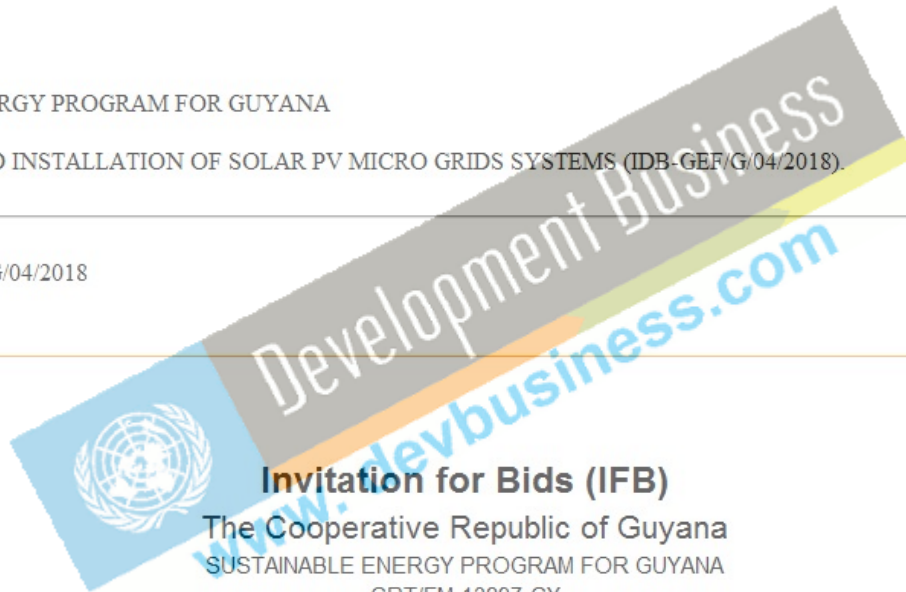 RGY PROGRAM FOR GUYANA
INSTALLATION OF SOLAR PV MICRO GRIDS SYSTEMS (IDB-GEF/G/04/2018).
/04/2018
Development Business
www.devbusiness.com
Invitation for Bids (IFB)
The Cooperative Republic of Guyana
SUSTAINABLE ENERGY PROGRAM FOR GUYANA